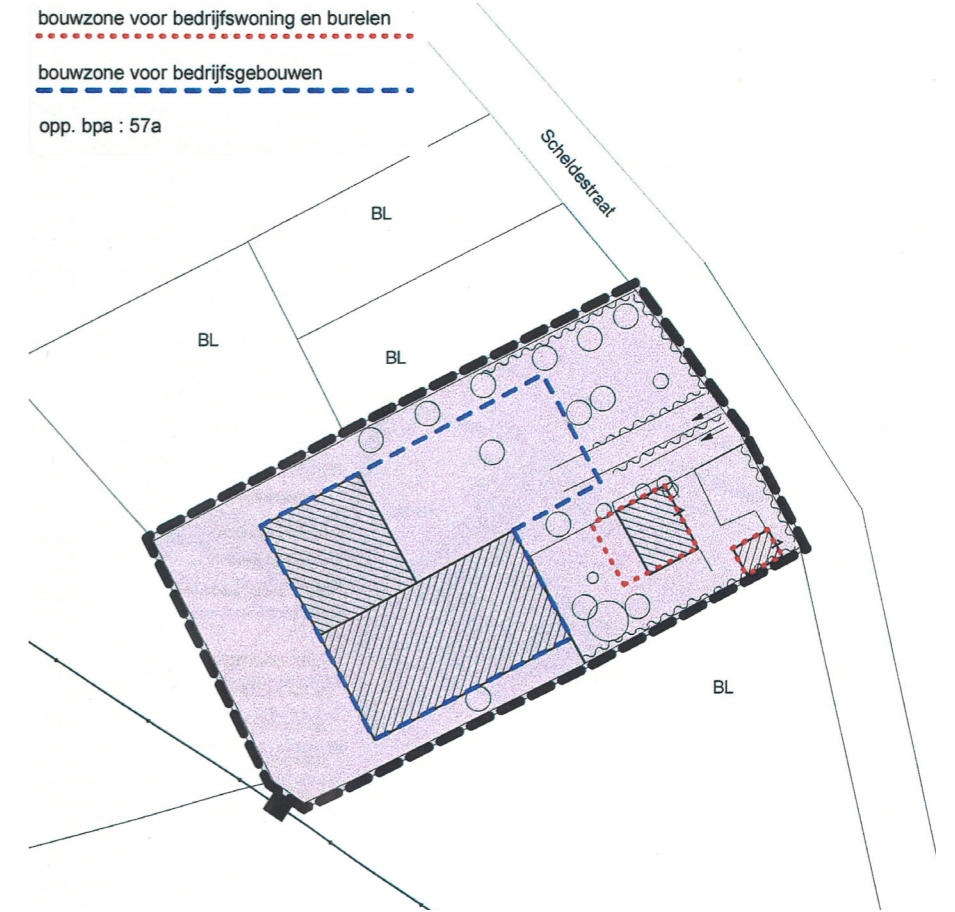 bouwzone voor bedrijfswoning en burelen
bouwzone voor bedrijfsgebouwen
opp. bpa : 57a
Scheldestraat
BL
BL
BL
BL